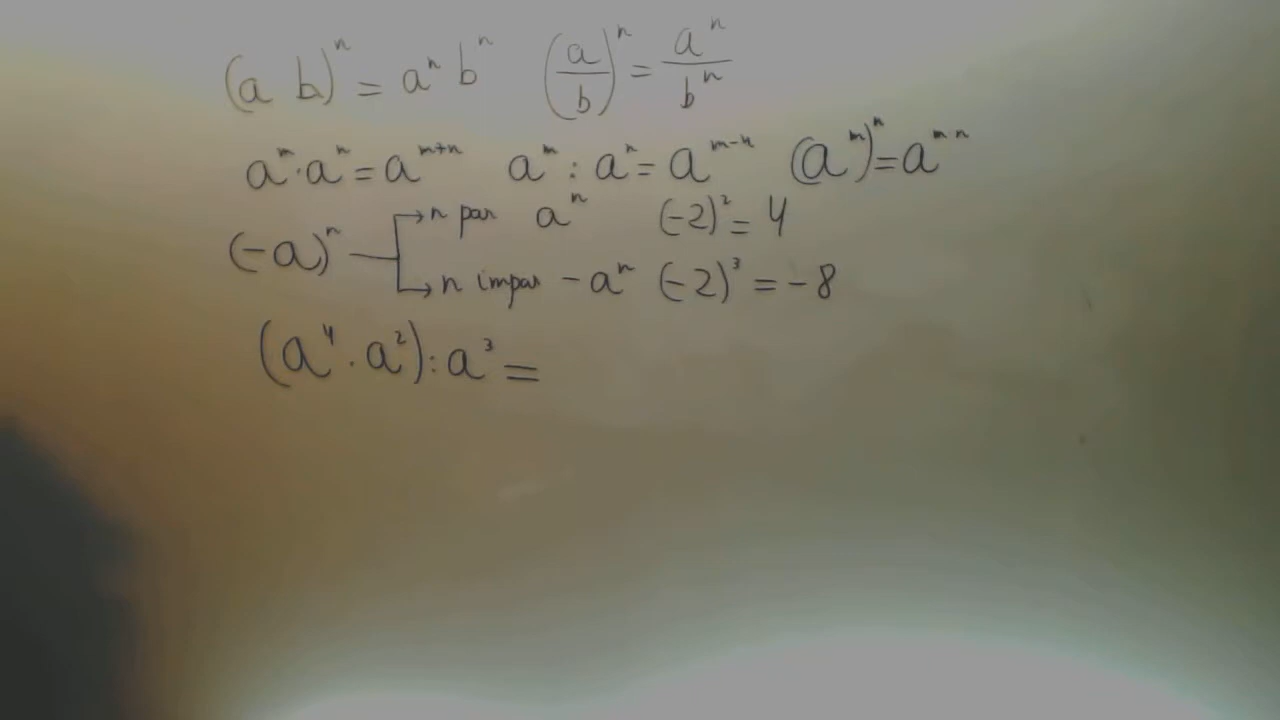 (a b)ⁿ = aⁿ bⁿ (a/b)ⁿ = aⁿ/bⁿ
aᵐ · aⁿ = aᵐ⁺ⁿ aᵐ : aⁿ = aᵐ⁻ⁿ (aᵐ)ⁿ = aᵐ ⁿ
(-a)ⁿ → n par aⁿ (-2)² = 4
→ n impar -aⁿ (-2)³ = -8
(a⁴ · a²) : a³ =